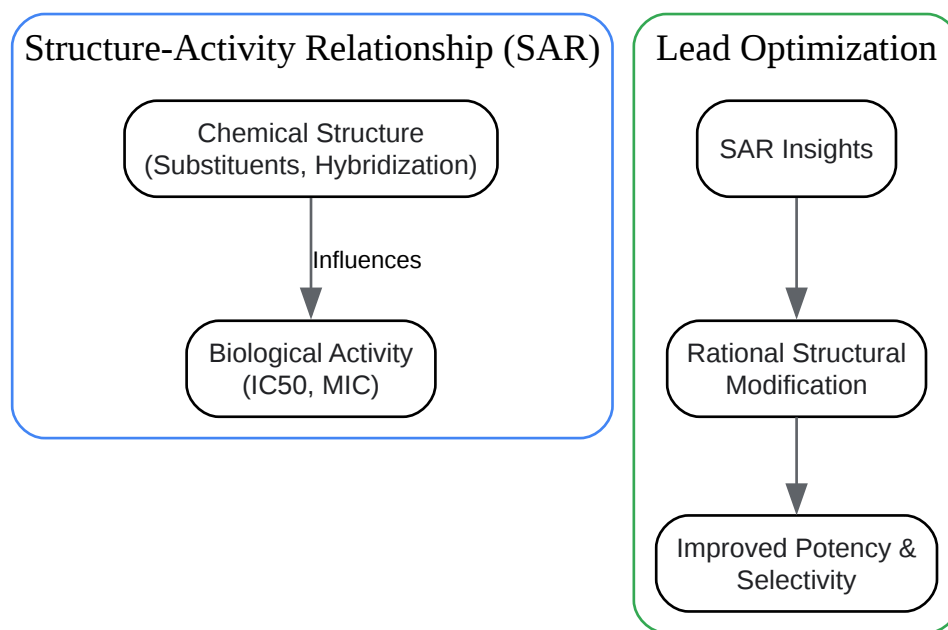 Structure-Activity Relationship (SAR)
Chemical Structure
(Substituents, Hybridization)
Influences
Biological Activity
(IC50, MIC)
Lead Optimization
SAR Insights
Rational Structural
Modification
Improved Potency &
Selectivity